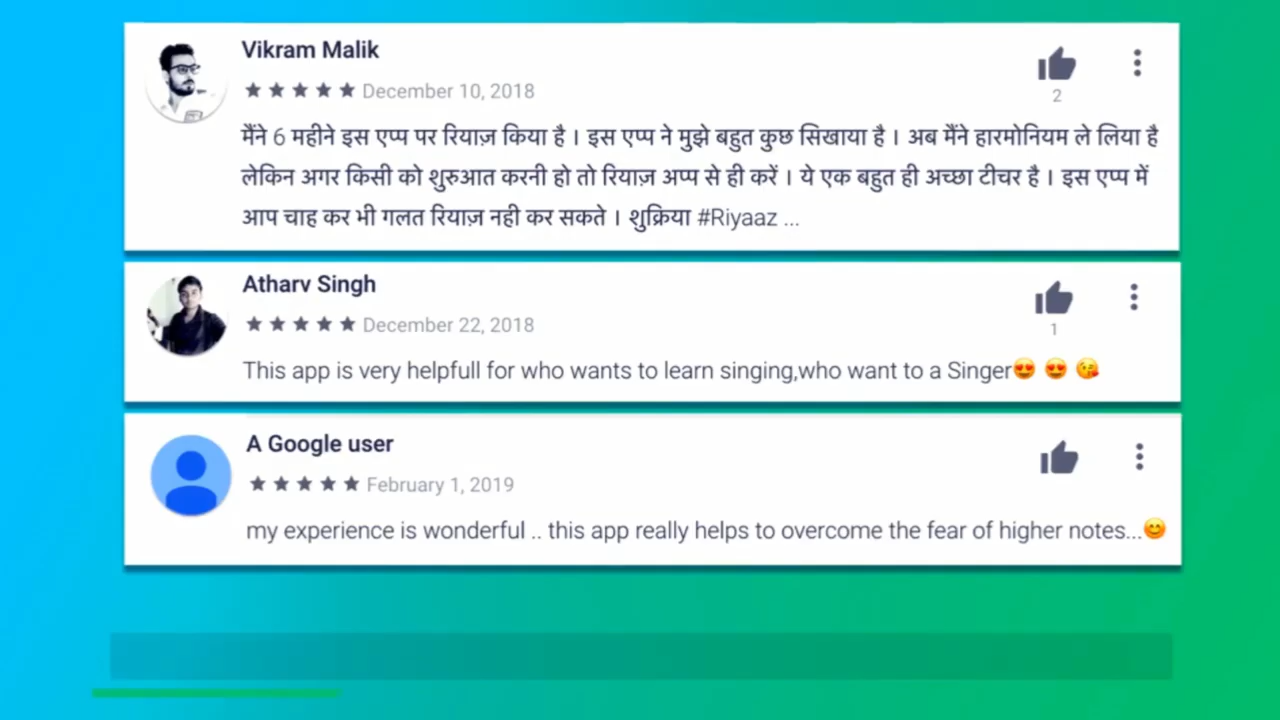 Vikram Malik
★ ★ ★ ★ ★ December 10, 2018
2
मैंने 6 महीने इस एप्प पर रियाज़ किया है । इस एप्प ने मुझे बहुत कुछ सिखाया है । अब मैंने हारमोनियम ले लिया है
लेकिन अगर किसी को शुरुआत करनी हो तो रियाज़ अप्प से ही करें । ये एक बहुत ही अच्छा टीचर है । इस एप्प में
आप चाह कर भी गलत रियाज़ नही कर सकते । शुक्रिया #Riyaaz ...
Atharv Singh
★ ★ ★ ★ ★ December 22, 2018
1
This app is very helpfull for who wants to learn singing,who want to a Singer😍 😍 😘
A Google user
★ ★ ★ ★ ★ February 1, 2019
my experience is wonderful .. this app really helps to overcome the fear of higher notes...😊